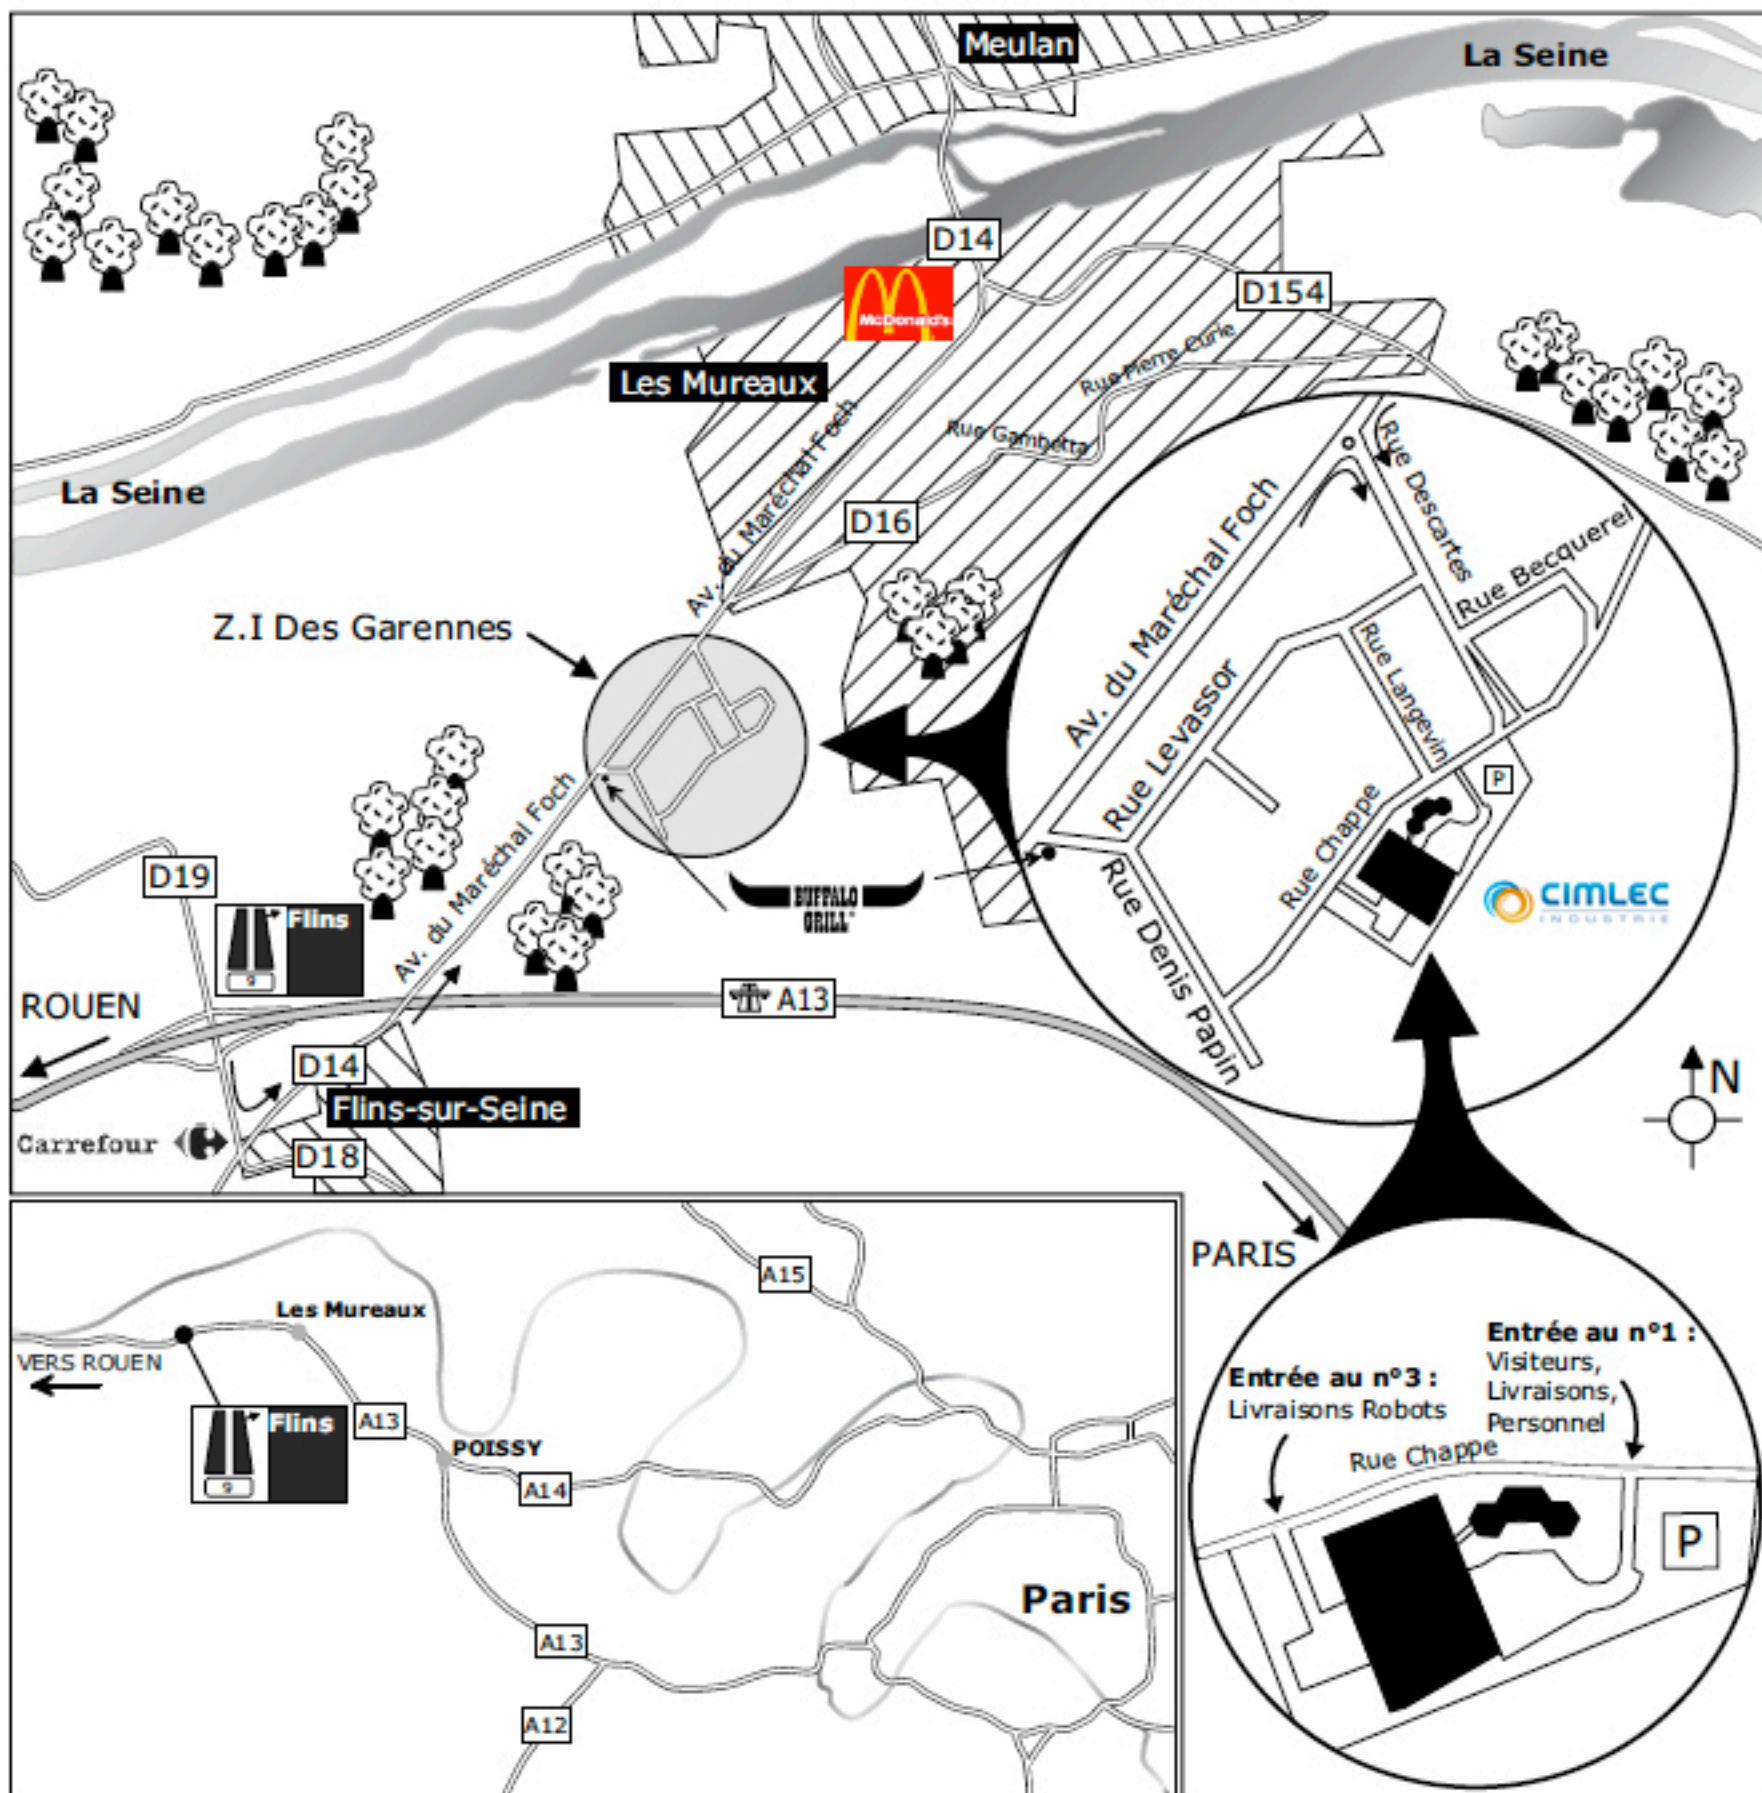 Meulan
La Seine
D14
McDonald's
D154
Rue Pierre Curie
Les Mureaux
Rue Gambetta
Av. du Maréchal Foch
La Seine
D16
Z.I Des Garennes
Rue Descartes
Av. du Maréchal Foch
Rue Becquerel
Rue Langevin
Rue Levassor
P
Rue Chappe
Av. du Maréchal Foch
D19
BUFFALO
GRILL
Rue Denis Papin
CIMLEC
INDUSTRIE
Flins
9
ROUEN
A13
D14
N
Flins-sur-Seine
Carrefour
D18
PARIS
A15
Les Mureaux
VERS ROUEN
Flins
9
A13
POISSY
A14
Paris
A13
A12
Entrée au n°1 :
Visiteurs,
Livraisons,
Personnel
Entrée au n°3 :
Livraisons Robots
Rue Chappe
P